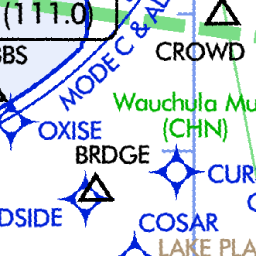 (111.0)
MODE C & AL
CROWD
BBS
Wauchula Mu
(CHN)
OXISE
BRDGE
CUR
DSIDE
COSAR
LAKE PLA